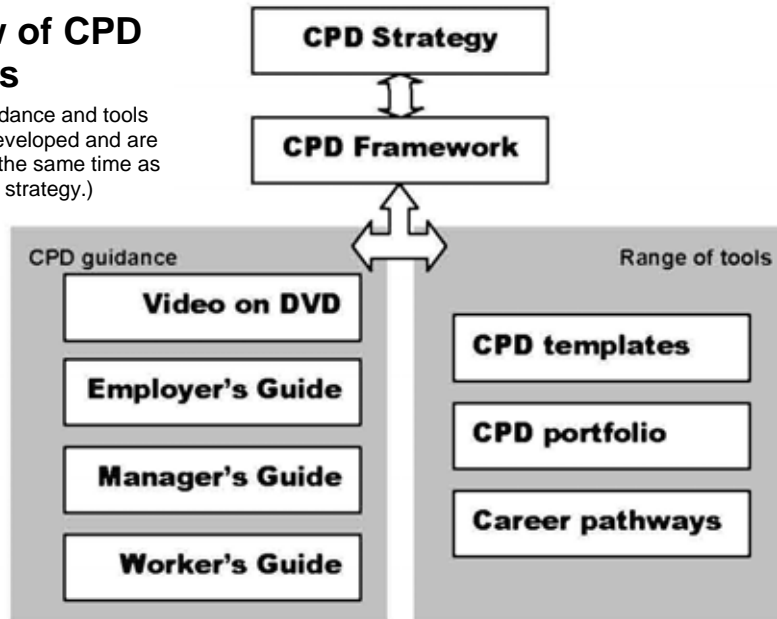 y of CPD
s
dance and tools
eveloped and are
the same time as
strategy.)
CPD Strategy
CPD Framework
CPD guidance
Video on DVD
Employer's Guide
Manager's Guide
Worker's Guide
Range of tools
CPD templates
CPD portfolio
Career pathways